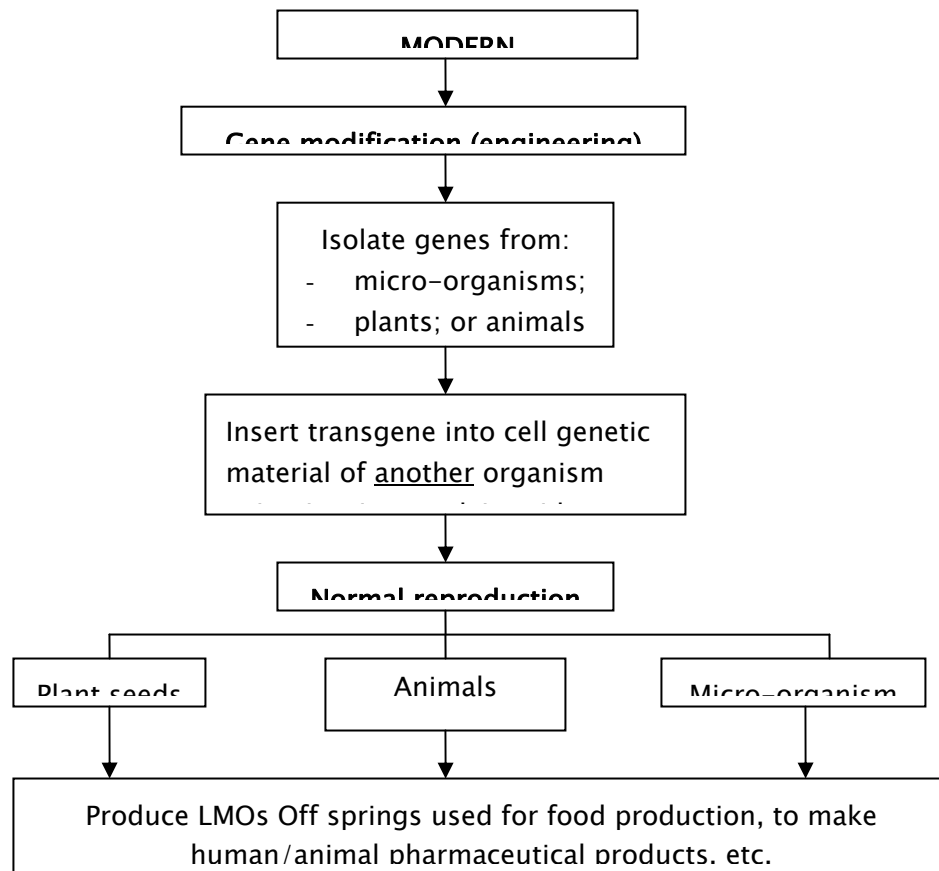 MODERN
Gene modification (engineering)
Isolate genes from:
- micro-organisms;
- plants; or animals
Insert transgene into cell genetic
material of another organism
Normal reproduction
Plant seeds
Animals
Micro-organism
Produce LMOs Off springs used for food production, to make
human/animal pharmaceutical products, etc.